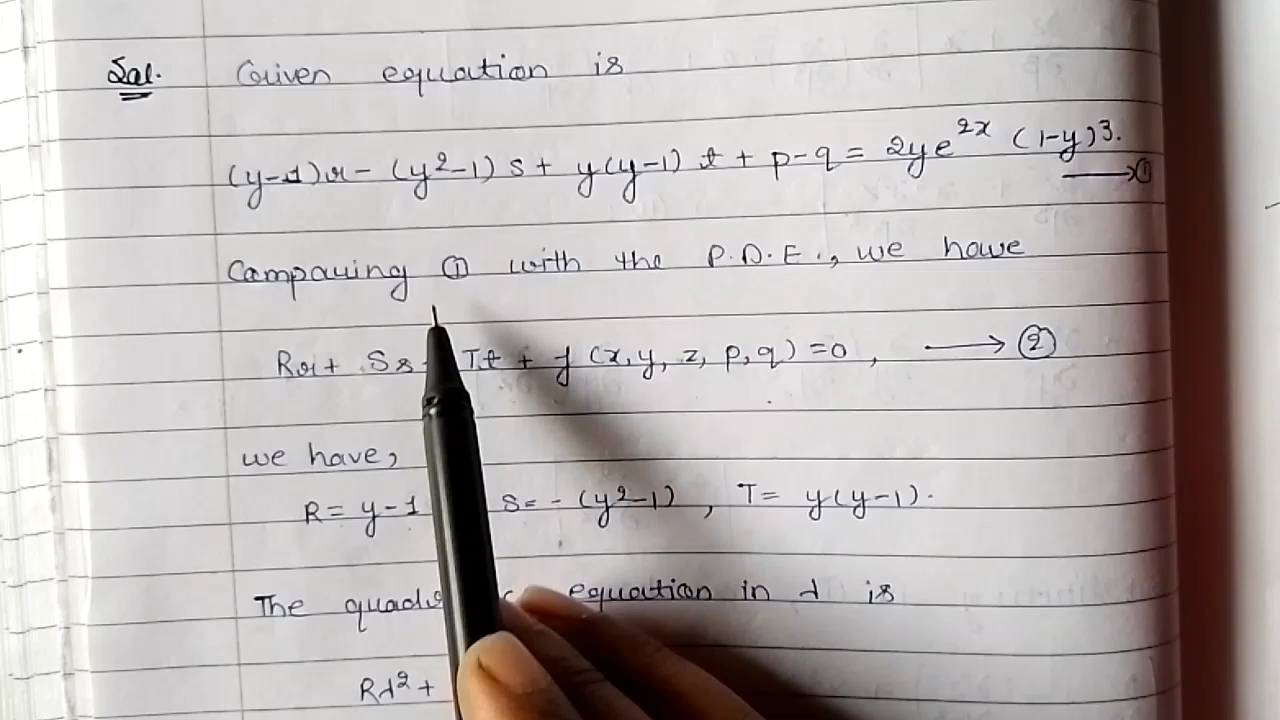 Sol. Given equation is
(y-1)r - (y²-1) s + y(y-1) t + p-q = 2ye^{2x} (1-y)³.
→①
Comparing ① with the P.D.E., we have
Rr + Ss + Tt + f (x, y, z, p, q) = 0, → ②
we have,
R = y-1 S = - (y²-1), T = y(y-1).
The equation in λ is
Rλ² +